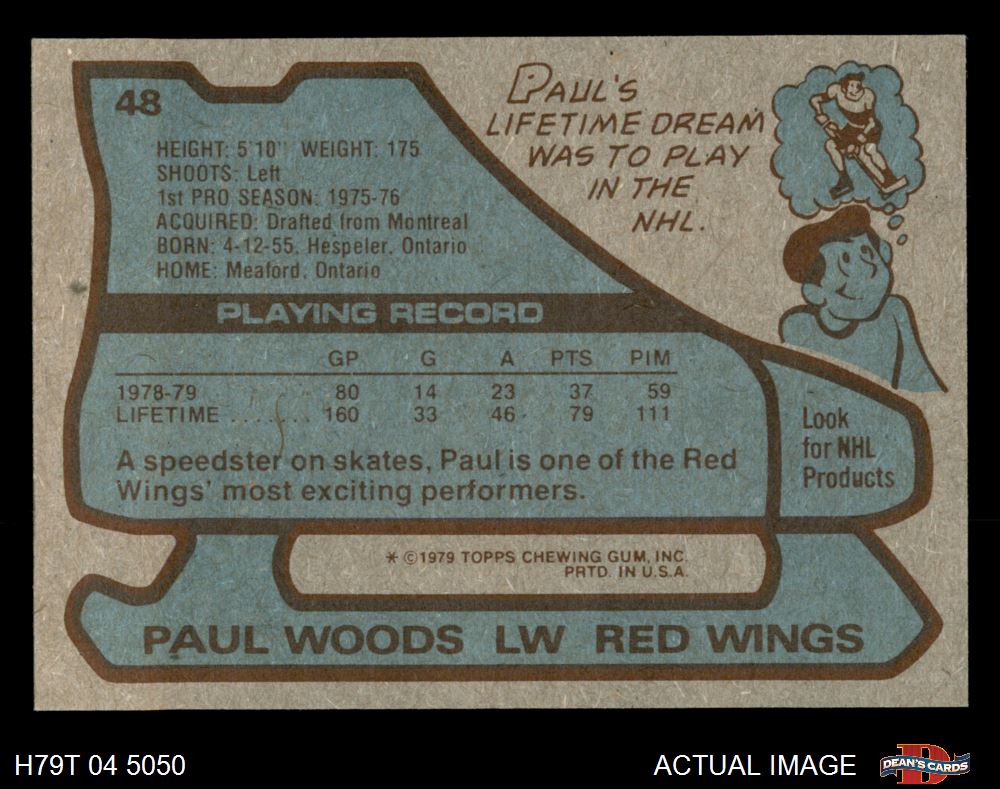 48
HEIGHT: 5'10" WEIGHT: 175
SHOOTS: Left
1st PRO SEASON: 1975-76
ACQUIRED: Drafted from Montreal
BORN: 4-12-55, Hespeler, Ontario
HOME: Meaford, Ontario
PAUL'S
LIFETIME DREAM
WAS TO PLAY
IN THE
NHL.
PLAYING RECORD
GP G A PTS PIM
1978-79 80 14 23 37 59
LIFETIME ........ 160 33 46 79 111
A speedster on skates, Paul is one of the Red
Wings' most exciting performers.
Look
for NHL
Products
* ©1979 TOPPS CHEWING GUM, INC.
PRTD. IN U.S.A.
PAUL WOODS LW RED WINGS
H79T 04 5050
ACTUAL IMAGE
D
DEAN'S CARDS